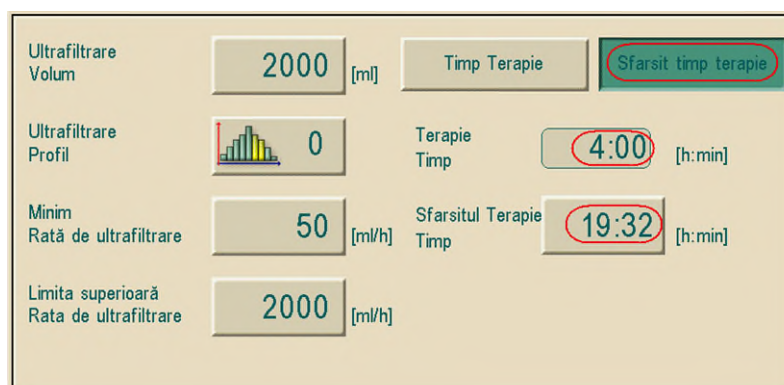 Ultrafiltrare
Volum
2000 [ml]
Timp Terapie
Sfarsit timp terapie
Ultrafiltrare
Profil
0
Terapie
Timp
4:00 [h:min]
Minim
Rată de ultrafiltrare
50 [ml/h]
Sfarsitul Terapie
Timp
19:32 [h:min]
Limita superioară
Rata de ultrafiltrare
2000 [ml/h]